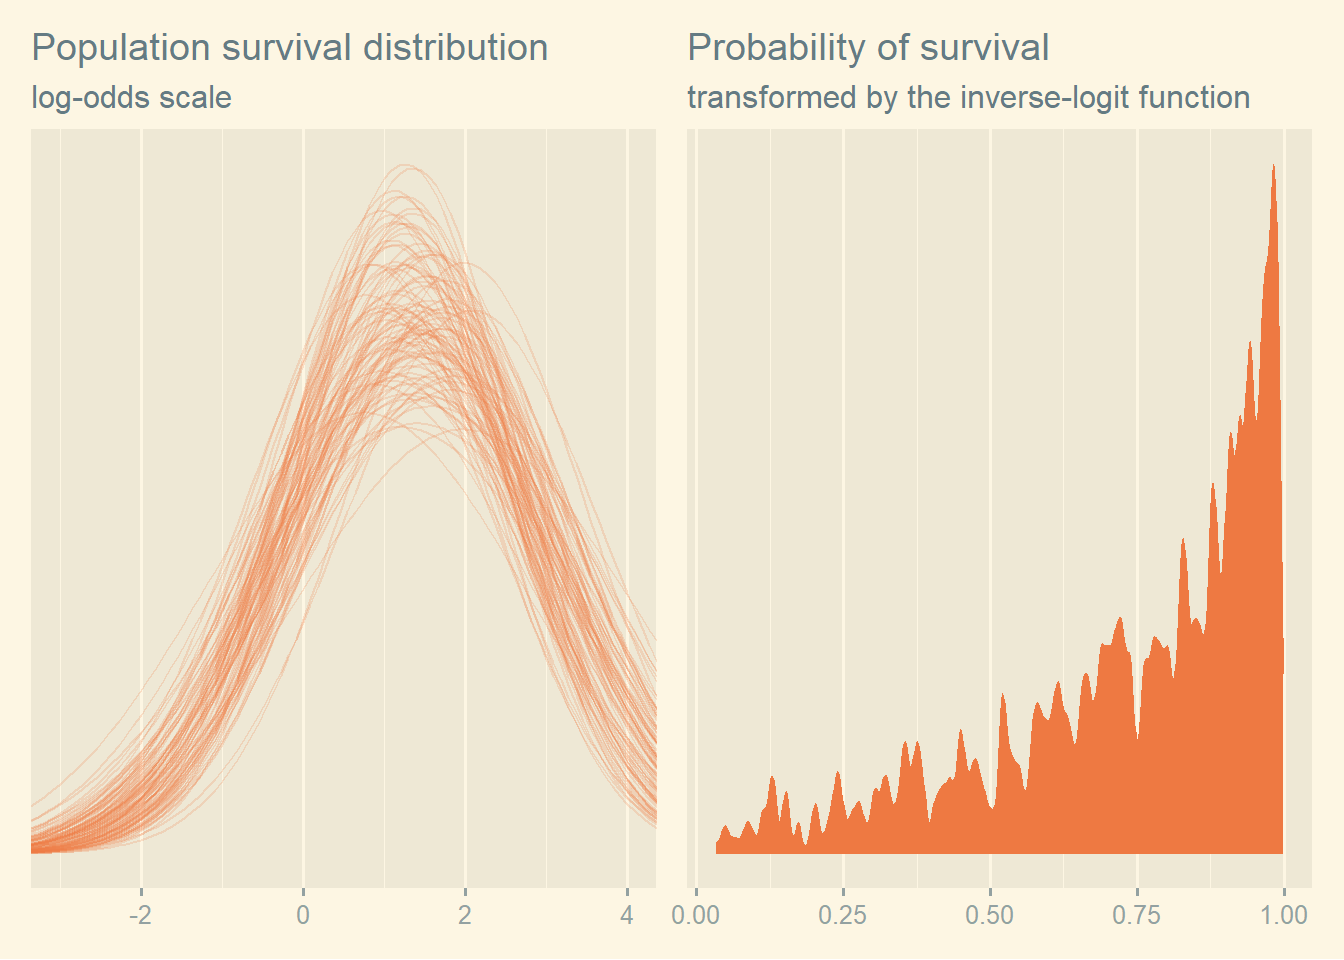 Population survival distribution
log-odds scale
-2 0 2 4
Probability of survival
transformed by the inverse-logit function
0.00 0.25 0.50 0.75 1.00